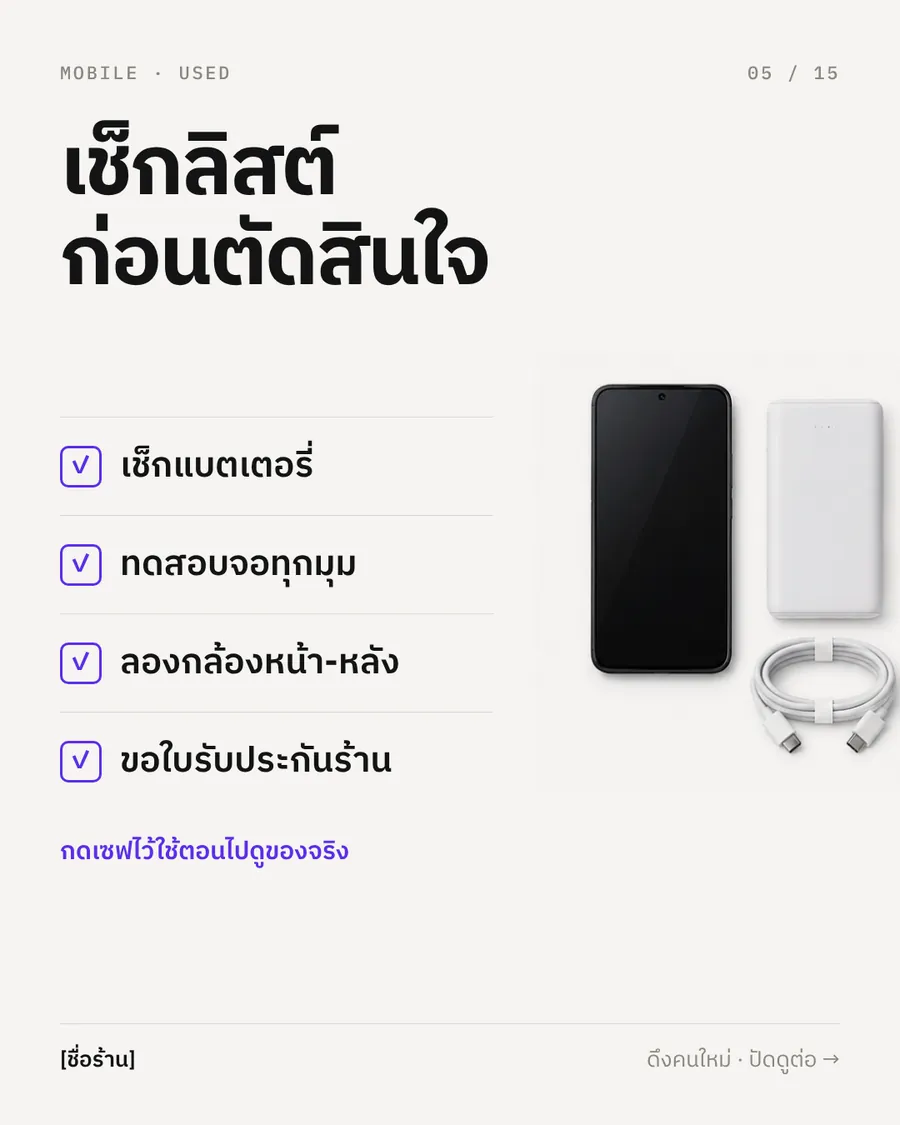 MOBILE · USED
05 / 15
เช็กลิสต์
ก่อนตัดสินใจ
เช็กแบตเตอรี่
ทดสอบจอทุกมุม
ลองกล้องหน้า-หลัง
ขอใบรับประกันร้าน
กดเซฟไว้ใช้ตอนไปดูของจริง
[ชื่อร้าน]
ดึงคนใหม่ · ปัดดูต่อ →